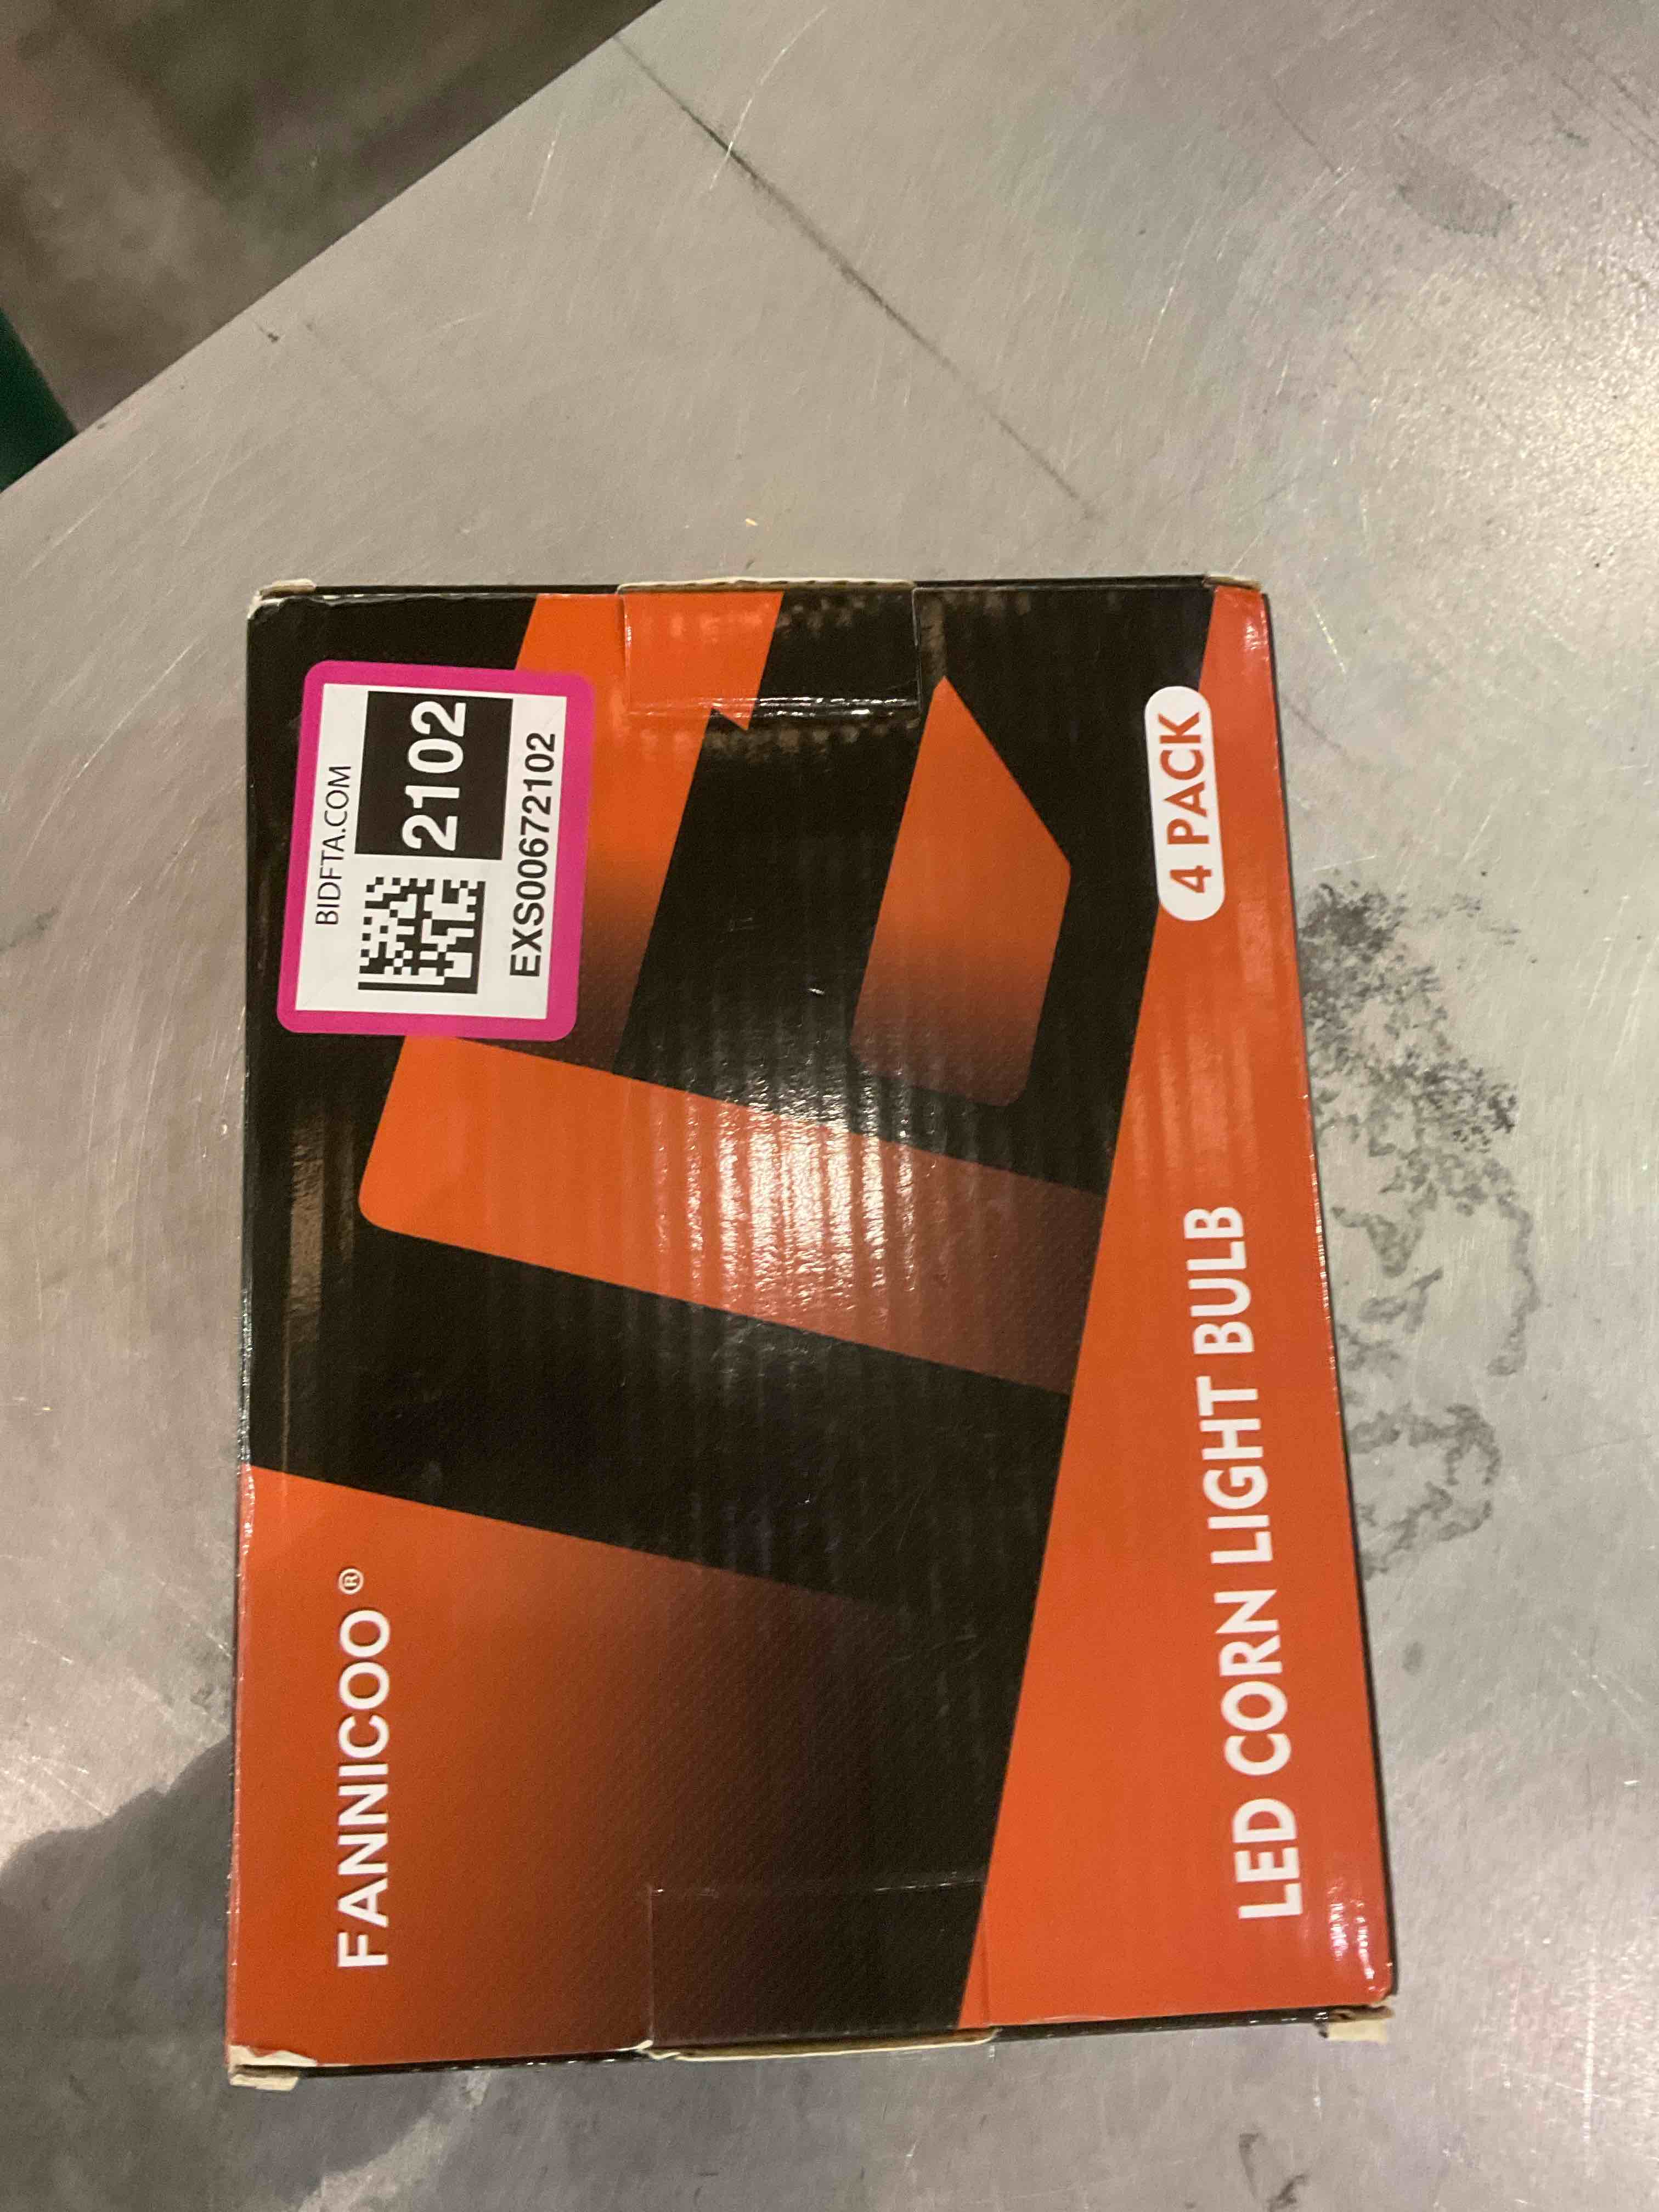 FANNICOO ®
BIDFTA.COM
2102
EXS00672102
LED CORN LIGHT BULB
4 PACK